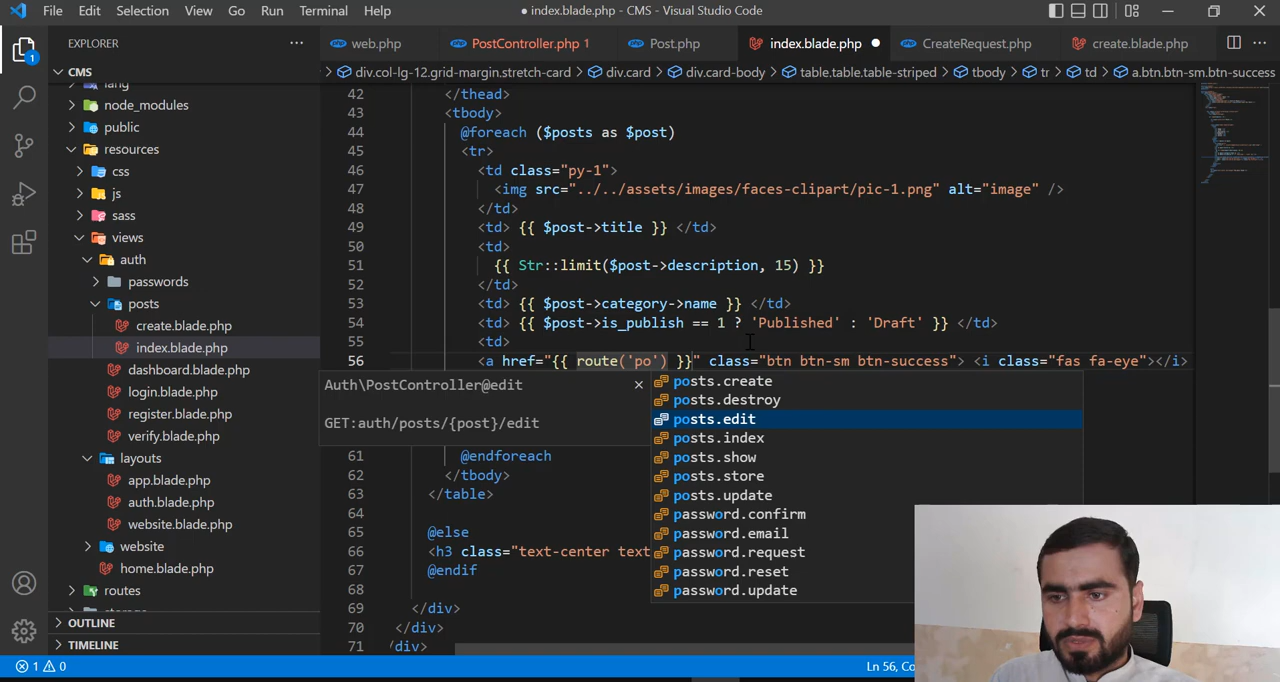 File Edit Selection View Go Run Terminal Help
● index.blade.php - CMS - Visual Studio Code
EXPLORER
web.php
PostController.php 1
Post.php
index.blade.php ●
CreateRequest.php
create.blade.php
CMS
div.col-lg-12.grid-margin.stretch-card > div.card > div.card-body > table.table.table-striped > tbody > tr > td > a.btn.btn-sm.btn-success
1
lang
node_modules
public
resources
css
js
sass
views
auth
passwords
posts
create.blade.php
index.blade.php
dashboard.blade.php
login.blade.php
register.blade.php
verify.blade.php
layouts
app.blade.php
auth.blade.php
website.blade.php
website
home.blade.php
routes
OUTLINE
TIMELINE
42 </thead>
43 <tbody>
44 @foreach ($posts as $post)
45 <tr>
46 <td class="py-1">
47 <img src="../../assets/images/faces-clipart/pic-1.png" alt="image" />
48 </td>
49 <td> {{ $post->title }} </td>
50 <td>
51 {{ Str::limit($post->description, 15) }}
52 </td>
53 <td> {{ $post->category->name }} </td>
54 <td> {{ $post->is_publish == 1 ? 'Published' : 'Draft' }} </td>
55 <td>
56 <a href="{{ route('po') }}" class="btn btn-sm btn-success"> <i class="fas fa-eye"></i>
Auth\PostController@edit
GET:auth/posts/{post}/edit
posts.create
posts.destroy
posts.edit
posts.index
posts.show
posts.store
posts.update
password.confirm
password.email
password.request
password.reset
password.update
61 @endforeach
62 </tbody>
63 </table>
64
65 @else
66 <h3 class="text-center text
67 @endif
68
69 </div>
70 </div>
71 /div>
1 0
Ln 56,